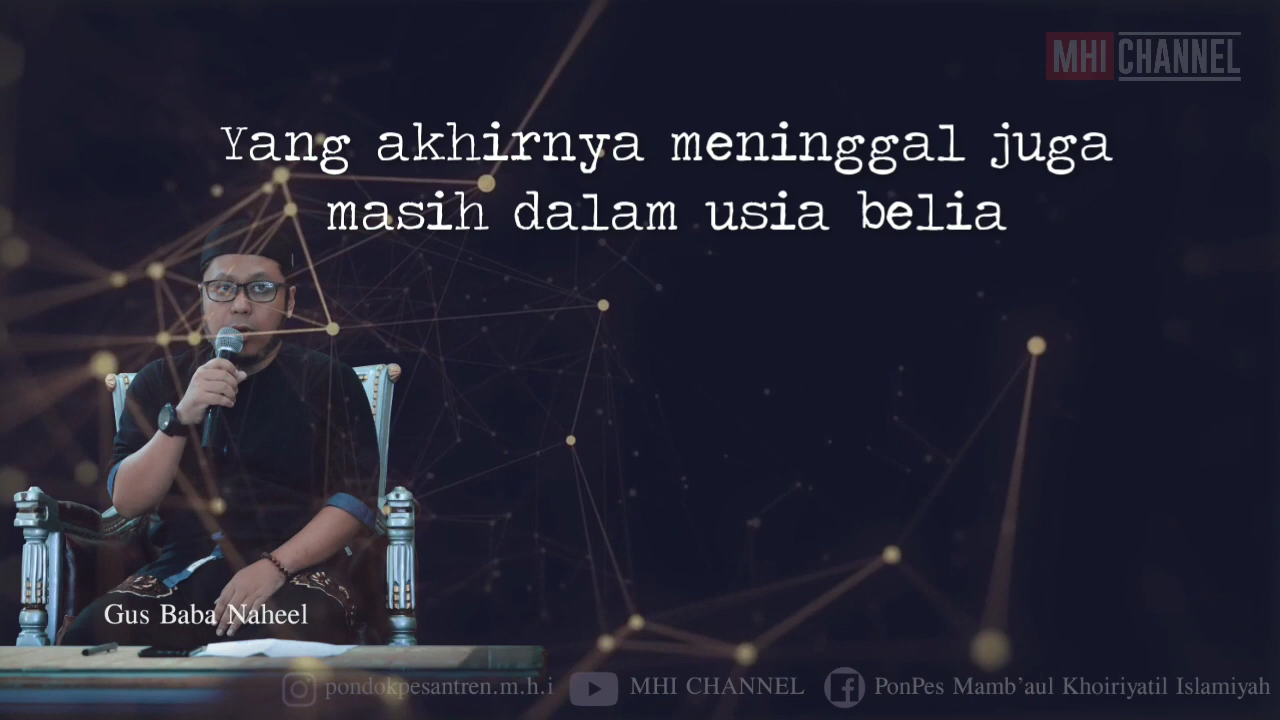 MHI CHANNEL
Yang akhirnya meninggal juga
masih dalam usia belia
Gus Baba Naheel
pondokpesantren.m.h.i
MHI CHANNEL
PonPes Mamb'aul Khoiriyatil Islamiyah